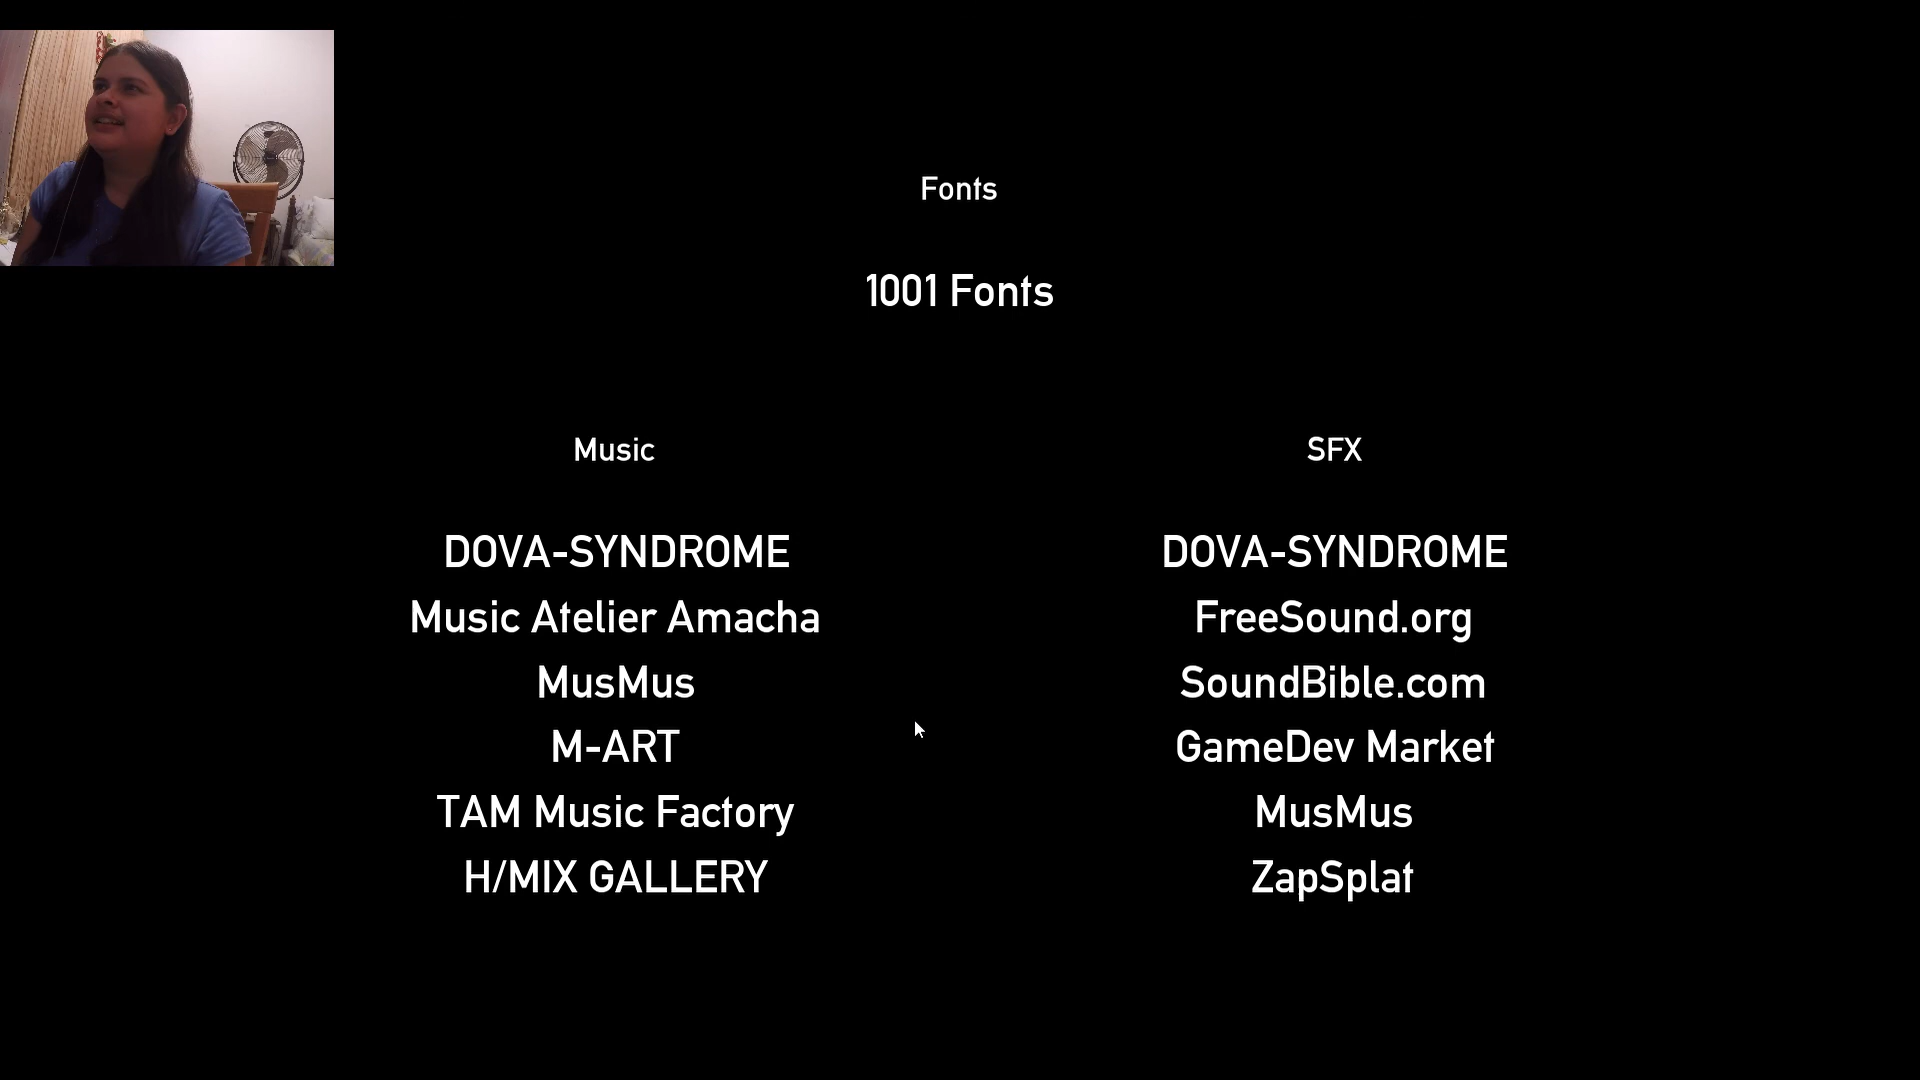 Fonts
1001 Fonts
Music
DOVA-SYNDROME
Music Atelier Amacha
MusMus
M-ART
TAM Music Factory
H/MIX GALLERY
SFX
DOVA-SYNDROME
FreeSound.org
SoundBible.com
GameDev Market
MusMus
ZapSplat